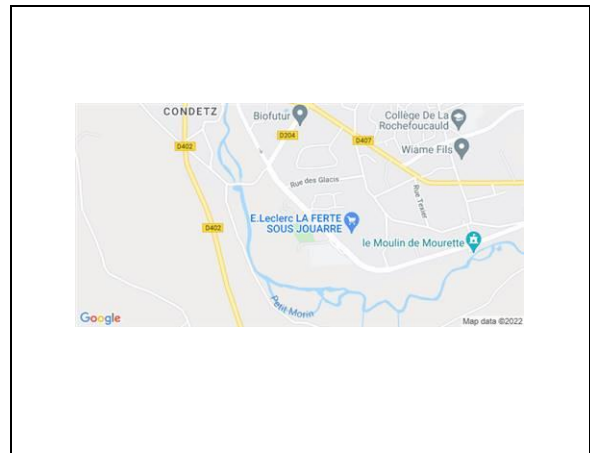 CONDETZ
Biofutur
Collège De La
Rochefoucauld
D204
D407
D402
Wiame Fils
Rue des Glacis
Rue Texier
E.Leclerc LA FERTE
SOUS JOUARRE
D402
le Moulin de Mourette
Petit Morin
Google
Map data ©2022